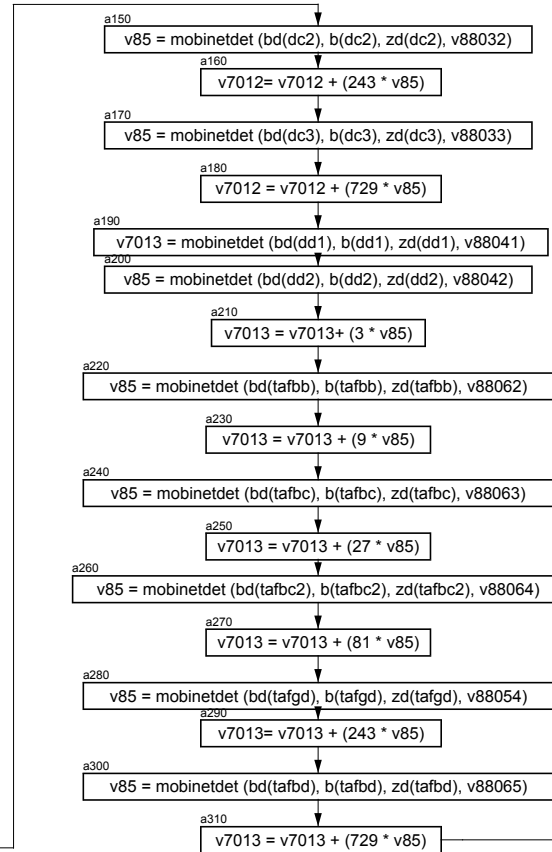 a150
v85 = mobinetdet (bd(dc2), b(dc2), zd(dc2), v88032)
a160
v7012= v7012 + (243 * v85)
a170
v85 = mobinetdet (bd(dc3), b(dc3), zd(dc3), v88033)
a180
v7012 = v7012 + (729 * v85)
a190
v7013 = mobinetdet (bd(dd1), b(dd1), zd(dd1), v88041)
a200
v85 = mobinetdet (bd(dd2), b(dd2), zd(dd2), v88042)
a210
v7013 = v7013+ (3 * v85)
a220
v85 = mobinetdet (bd(tafbb), b(tafbb), zd(tafbb), v88062)
a230
v7013 = v7013 + (9 * v85)
a240
v85 = mobinetdet (bd(tafbc), b(tafbc), zd(tafbc), v88063)
a250
v7013 = v7013 + (27 * v85)
a260
v85 = mobinetdet (bd(tafbc2), b(tafbc2), zd(tafbc2), v88064)
a270
v7013 = v7013 + (81 * v85)
a280
v85 = mobinetdet (bd(tafgd), b(tafgd), zd(tafgd), v88054)
a290
v7013= v7013 + (243 * v85)
a300
v85 = mobinetdet (bd(tafbd), b(tafbd), zd(tafbd), v88065)
a310
v7013 = v7013 + (729 * v85)